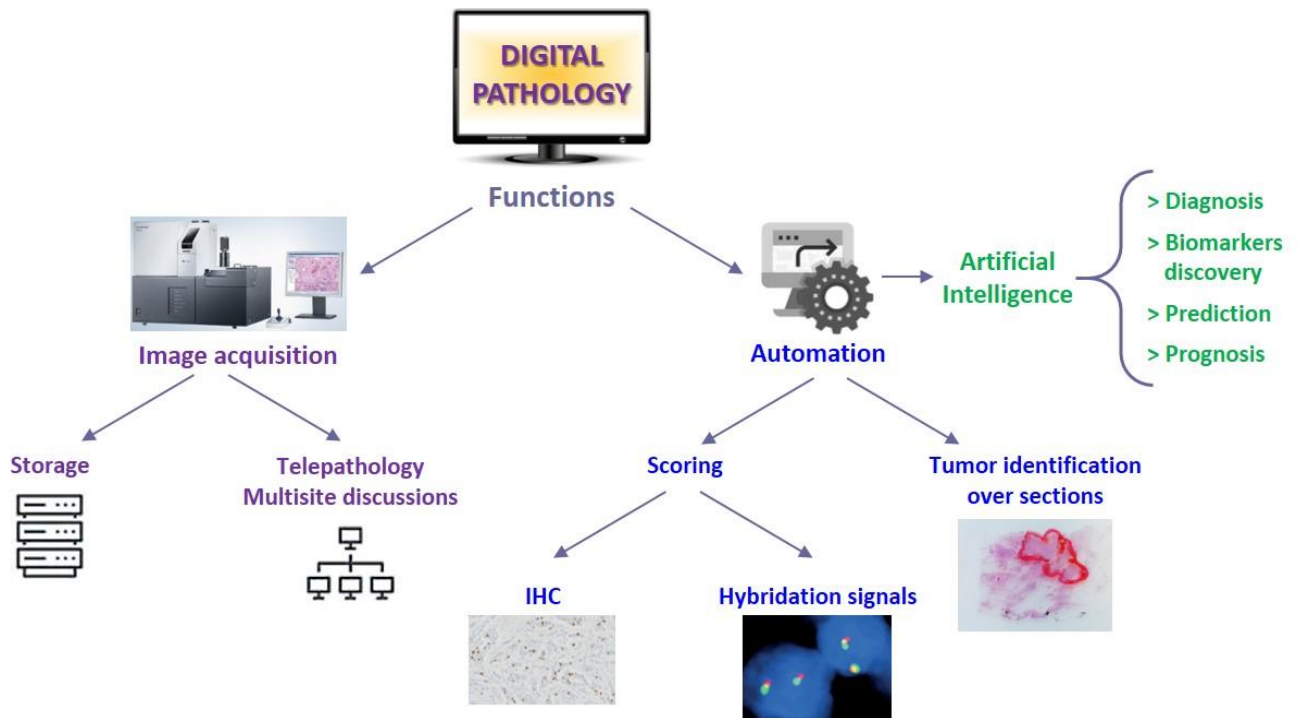 DIGITAL
PATHOLOGY
Functions
Image acquisition
Storage
Telepathology
Multisite discussions
Automation
Artificial
Intelligence
> Diagnosis
> Biomarkers
discovery
> Prediction
> Prognosis
Scoring
Tumor identification
over sections
IHC
Hybridation signals